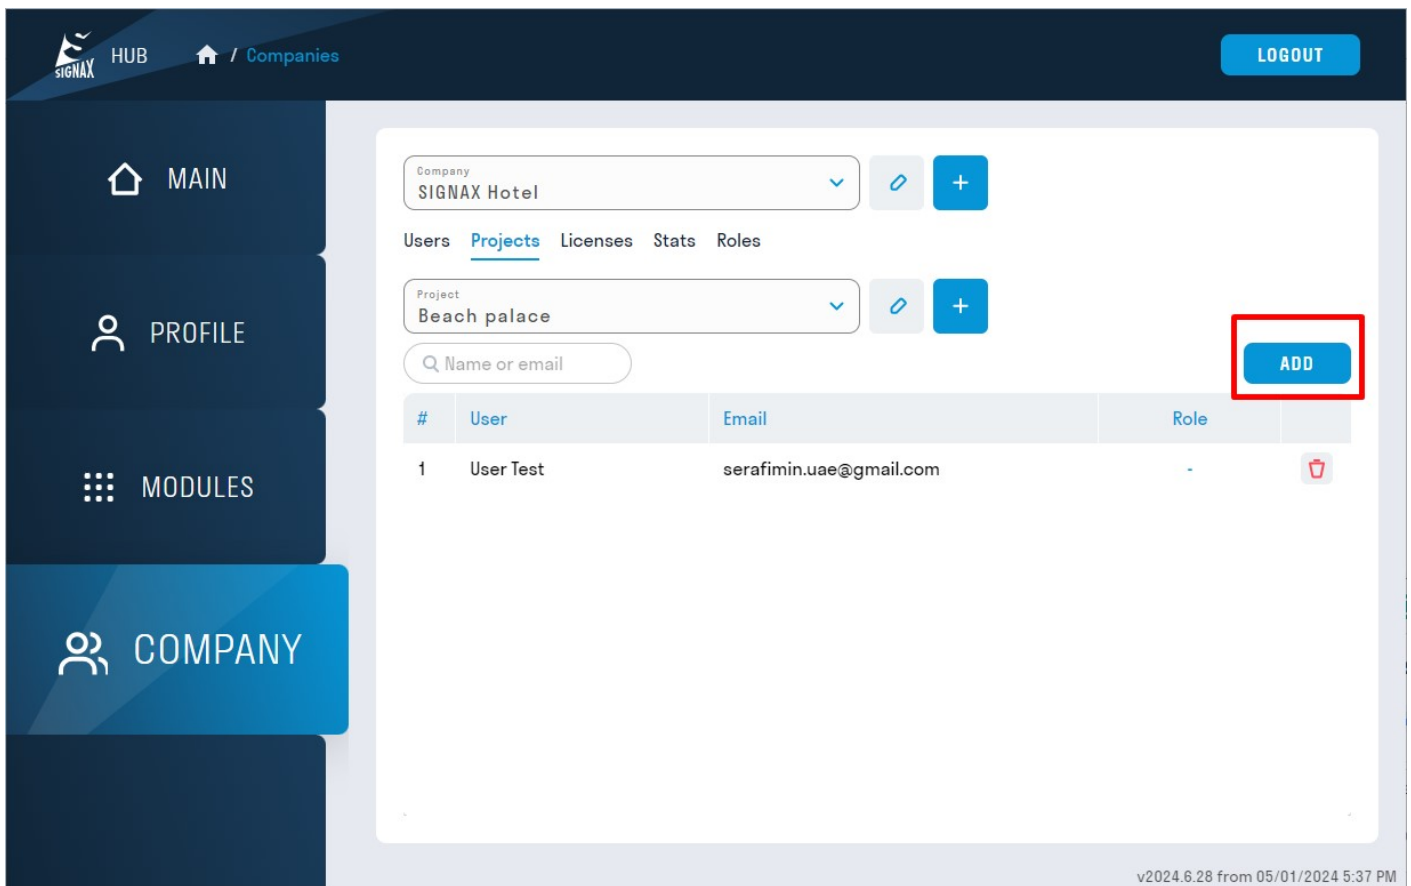 SIGNAX
HUB / Companies
LOGOUT
MAIN
PROFILE
MODULES
COMPANY
Company
SIGNAX Hotel
+
Users Projects Licenses Stats Roles
Project
Beach palace
+
Name or email
ADD
# User Email Role
1 User Test serafimin.uae@gmail.com -
v2024.6.28 from 05/01/2024 5:37 PM